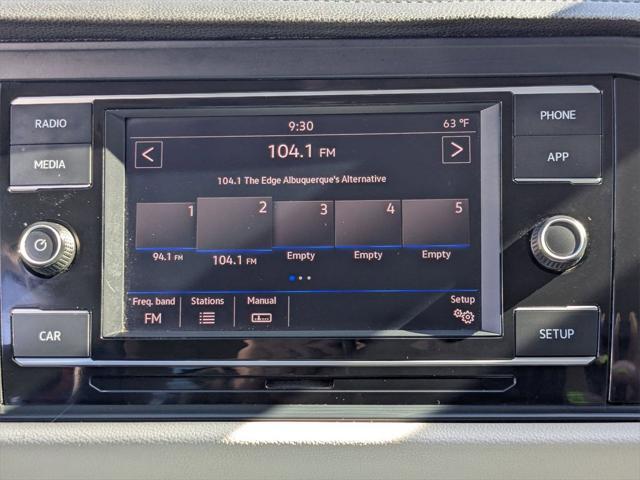 RADIO
MEDIA
CAR
9:30
63 °F
< 104.1 FM >
104.1 The Edge Albuquerque's Alternative
1 2 3 4 5
94.1 FM 104.1 FM Empty Empty Empty
Freq. band Stations Manual Setup
FM
PHONE
APP
SETUP